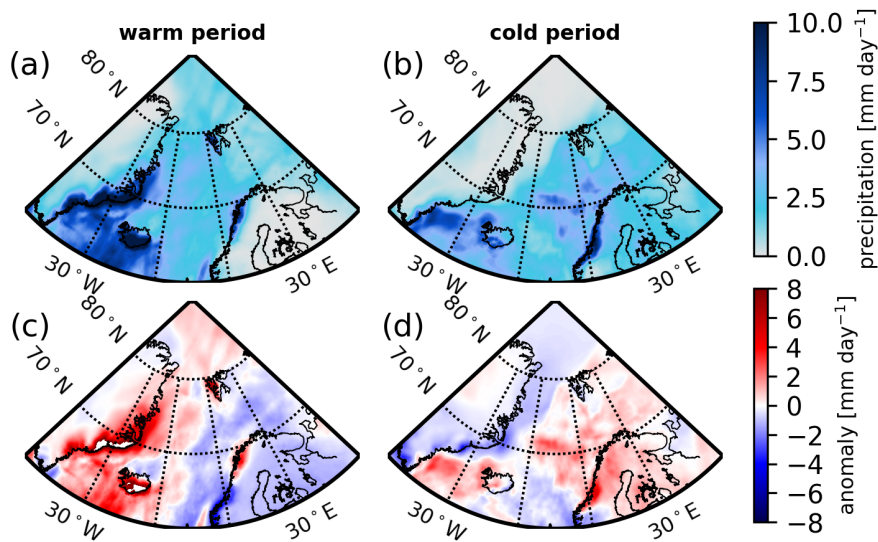 warm period
cold period
(a)
80°N
70°N
30°W
30°E
(b)
80°N
70°N
30°W
30°E
10.0
7.5
5.0
2.5
0.0
precipitation [mm day⁻¹]
(c)
80°N
70°N
30°W
30°E
(d)
80°N
70°N
30°W
30°E
8
6
4
2
0
−2
−4
−6
−8
anomaly [mm day⁻¹]